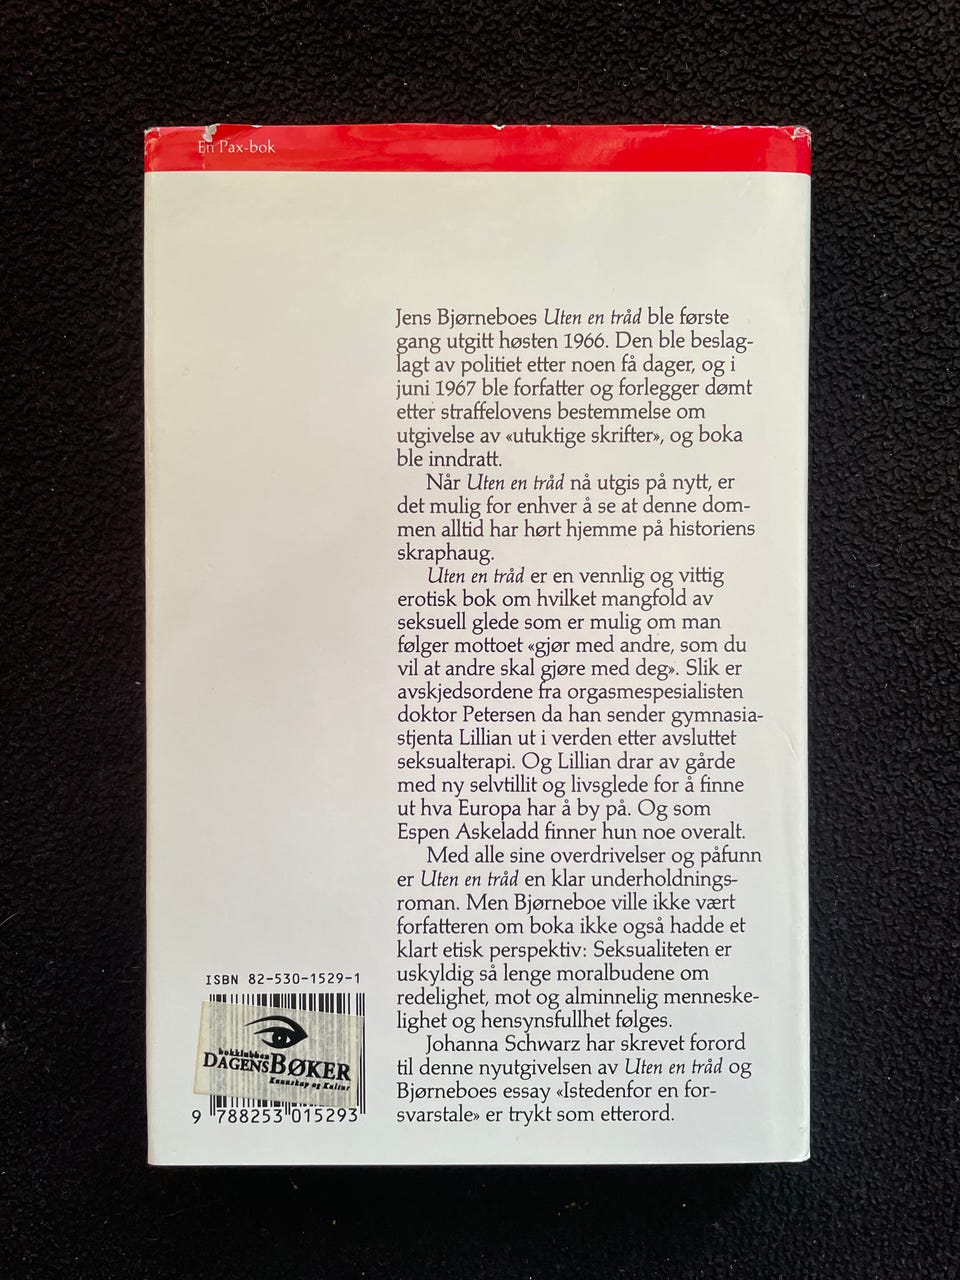 En Pax-bok
Jens Bjørneboes Uten en tråd ble første
gang utgitt høsten 1966. Den ble beslag-
lagt av politiet etter noen få dager, og i
juni 1967 ble forfatter og forlegger dømt
etter straffelovens bestemmelse om
utgivelse av «utuktige skrifter», og boka
ble inndratt.
Når Uten en tråd nå utgis på nytt, er
det mulig for enhver å se at denne dom-
men alltid har hørt hjemme på historiens
skraphaug.
Uten en tråd er en vennlig og vittig
erotisk bok om hvilket mangfold av
seksuell glede som er mulig om man
følger mottoet «gjør med andre, som du
vil at andre skal gjøre med deg». Slik er
avskjedsordene fra orgasmespesialisten
doktor Petersen da han sender gymnasia-
stjenta Lillian ut i verden etter avsluttet
seksualterapi. Og Lillian drar av gårde
med ny selvtillit og livsglede for å finne
ut hva Europa har å by på. Og som
Espen Askeladd finner hun noe overalt.
Med alle sine overdrivelser og påfunn
er Uten en tråd en klar underholdnings-
roman. Men Bjørneboe ville ikke vært
forfatteren om boka ikke også hadde et
klart etisk perspektiv: Seksualiteten er
uskyldig så lenge moralbudene om
redelighet, mot og alminnelig menneske-
lighet og hensynsfullhet følges.
Johanna Schwarz har skrevet forord
til denne nyutgivelsen av Uten en tråd og
Bjørneboes essay «Istedenfor en for-
svarstale» er trykt som etterord.
ISBN 82-530-1529-1
bokklubben
DAGENS BØKER
Kunnskap og Kultur
9 788253 015293